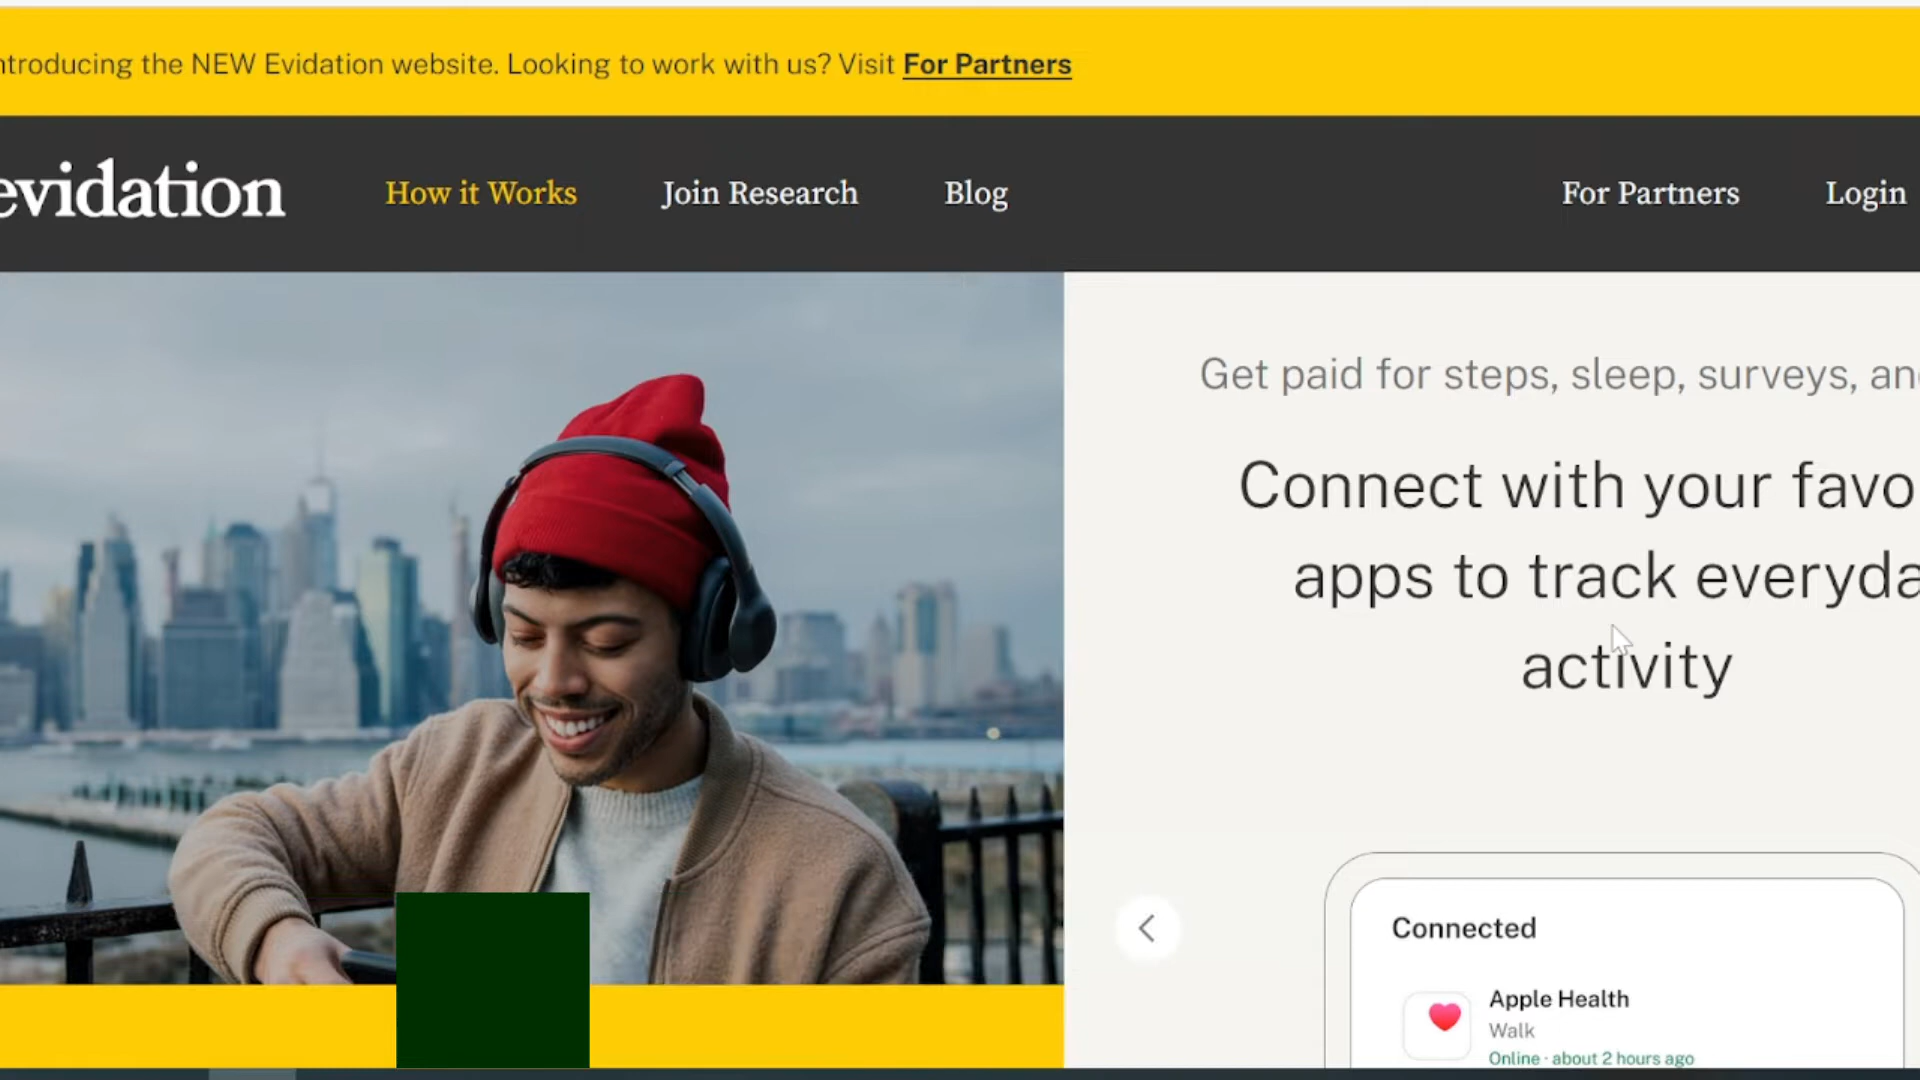 ntroducing the NEW Evidation website. Looking to work with us? Visit For Partners
evidation
How it Works
Join Research
Blog
For Partners
Login
Get paid for steps, sleep, surveys, an
Connect with your favo
apps to track everyda
activity
Connected
Apple Health
Walk
Online · about 2 hours ago